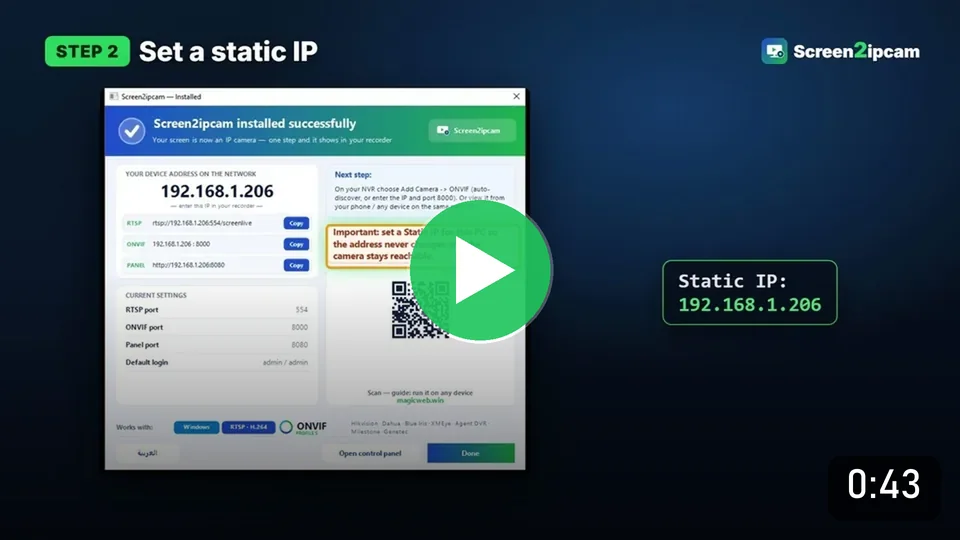 STEP 2 Set a static IP
Screen2ipcam
Screen2ipcam — Installed
Screen2ipcam installed successfully
Your screen is now an IP camera — one step and it shows in your recorder
Screen2ipcam
YOUR DEVICE ADDRESS ON THE NETWORK
192.168.1.206
— enter this IP in your recorder —
RTSP rtsp://192.168.1.206:554/screenlive Copy
ONVIF 192.168.1.206 : 8000 Copy
PANEL http://192.168.1.206:8080 Copy
CURRENT SETTINGS
RTSP port 554
ONVIF port 8000
Panel port 8080
Default login admin / admin
Next step:
On your NVR choose Add Camera -> ONVIF (auto-
discover, or enter the IP and port 8000). Or view it from
your phone / any device on the same
Important: set a Static IP for this PC so
the address never
camera stays
Scan — guide: run it on any device
magicweb.win
Static IP:
192.168.1.206
Works with: Windows RTSP · H.264 ONVIF
Hikvision · Dahua · Blue Iris · XMEye · Agent DVR ·
Milestone · Genetec
العربية Open control panel Done
0:43